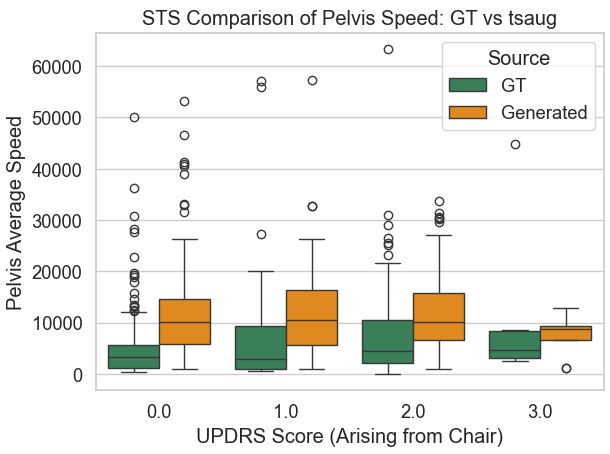 STS Comparison of Pelvis Speed: GT vs tsaug
Source
GT
Generated
Pelvis Average Speed
60000
50000
40000
30000
20000
10000
0
0.0 1.0 2.0 3.0
UPDRS Score (Arising from Chair)